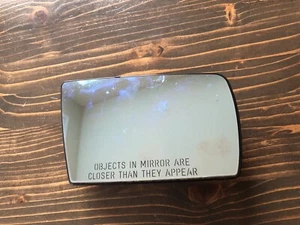 OBJECTS IN MIRROR ARE
CLOSER THAN THEY APPEAR